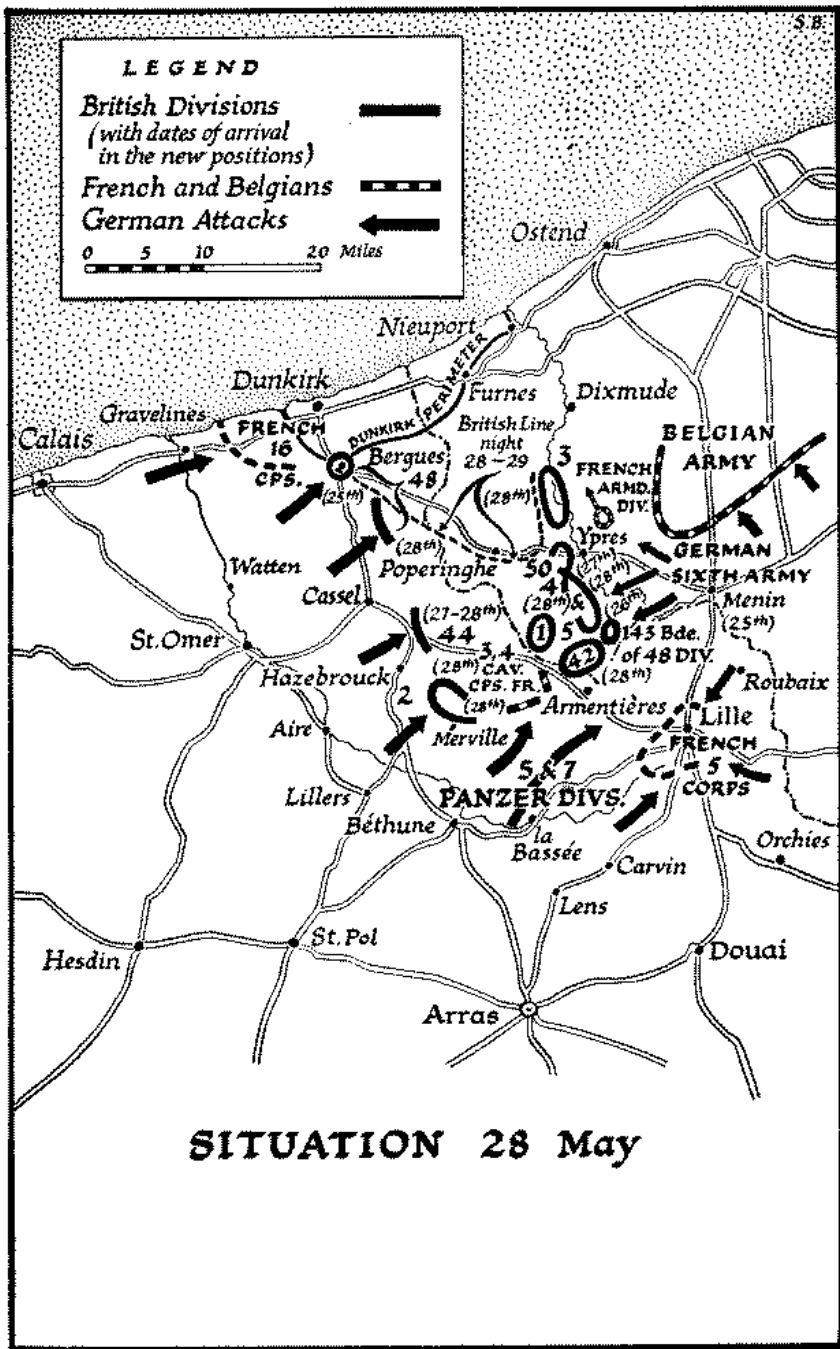 S.B.
LEGEND
British Divisions
(with dates of arrival
in the new positions)
French and Belgians
German Attacks
0 5 10 20 Miles
Ostend
Nieuport
PERIMETER
Dunkirk
Furnes
Dixmude
Gravelines
British Line
night
28-29
DUNKIRK
FRENCH
16
CPS.
Calais
Bergues
48
3
BELGIAN
ARMY
FRENCH
ARMD.
DIV.
(25th)
(28th)
(28th)
Ypres
Poperinghe
GERMAN
SIXTH ARMY
Watten
50
(27th)
(28th)
4
(28th) &
5
(26th)
Menin
(25th)
Cassel
(27-28th)
44
1
143 Bde.
of 48 DIV.
St.Omer
3,4
(28th) CAV.
CPS. FR.
42
(28th)
Hazebrouck
2
(28th)
Armentières
Roubaix
Lille
Aire
Merville
FRENCH
5
CORPS
5 & 7
PANZER DIVS.
Lillers
Béthune
la
Bassée
Orchies
Carvin
Lens
Hesdin
St.Pol
Douai
Arras
SITUATION 28 May